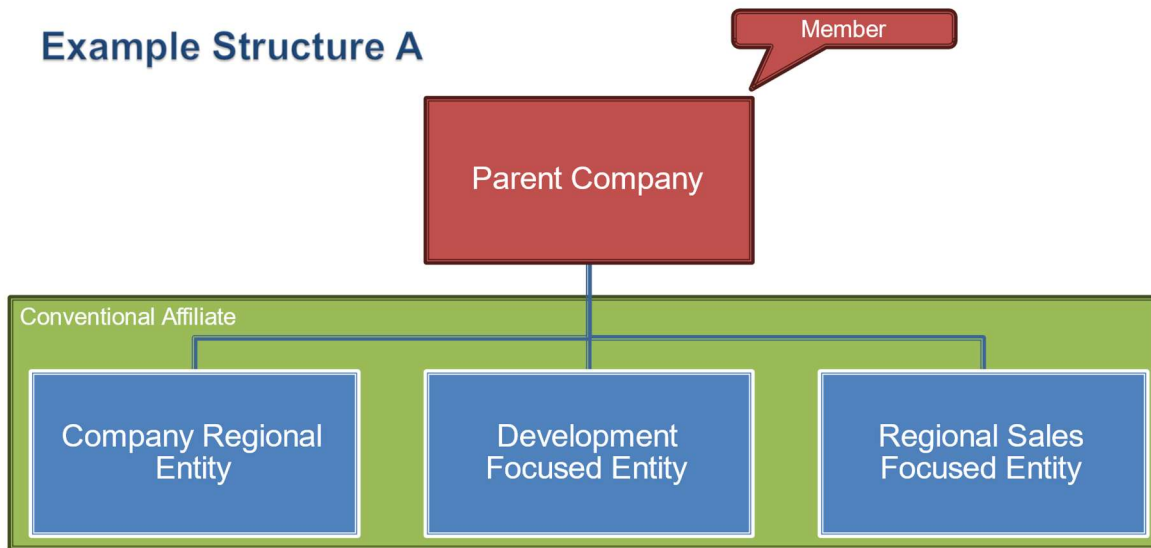 Example Structure A
Member
Parent Company
Conventional Affiliate
Company Regional
Entity
Development
Focused Entity
Regional Sales
Focused Entity